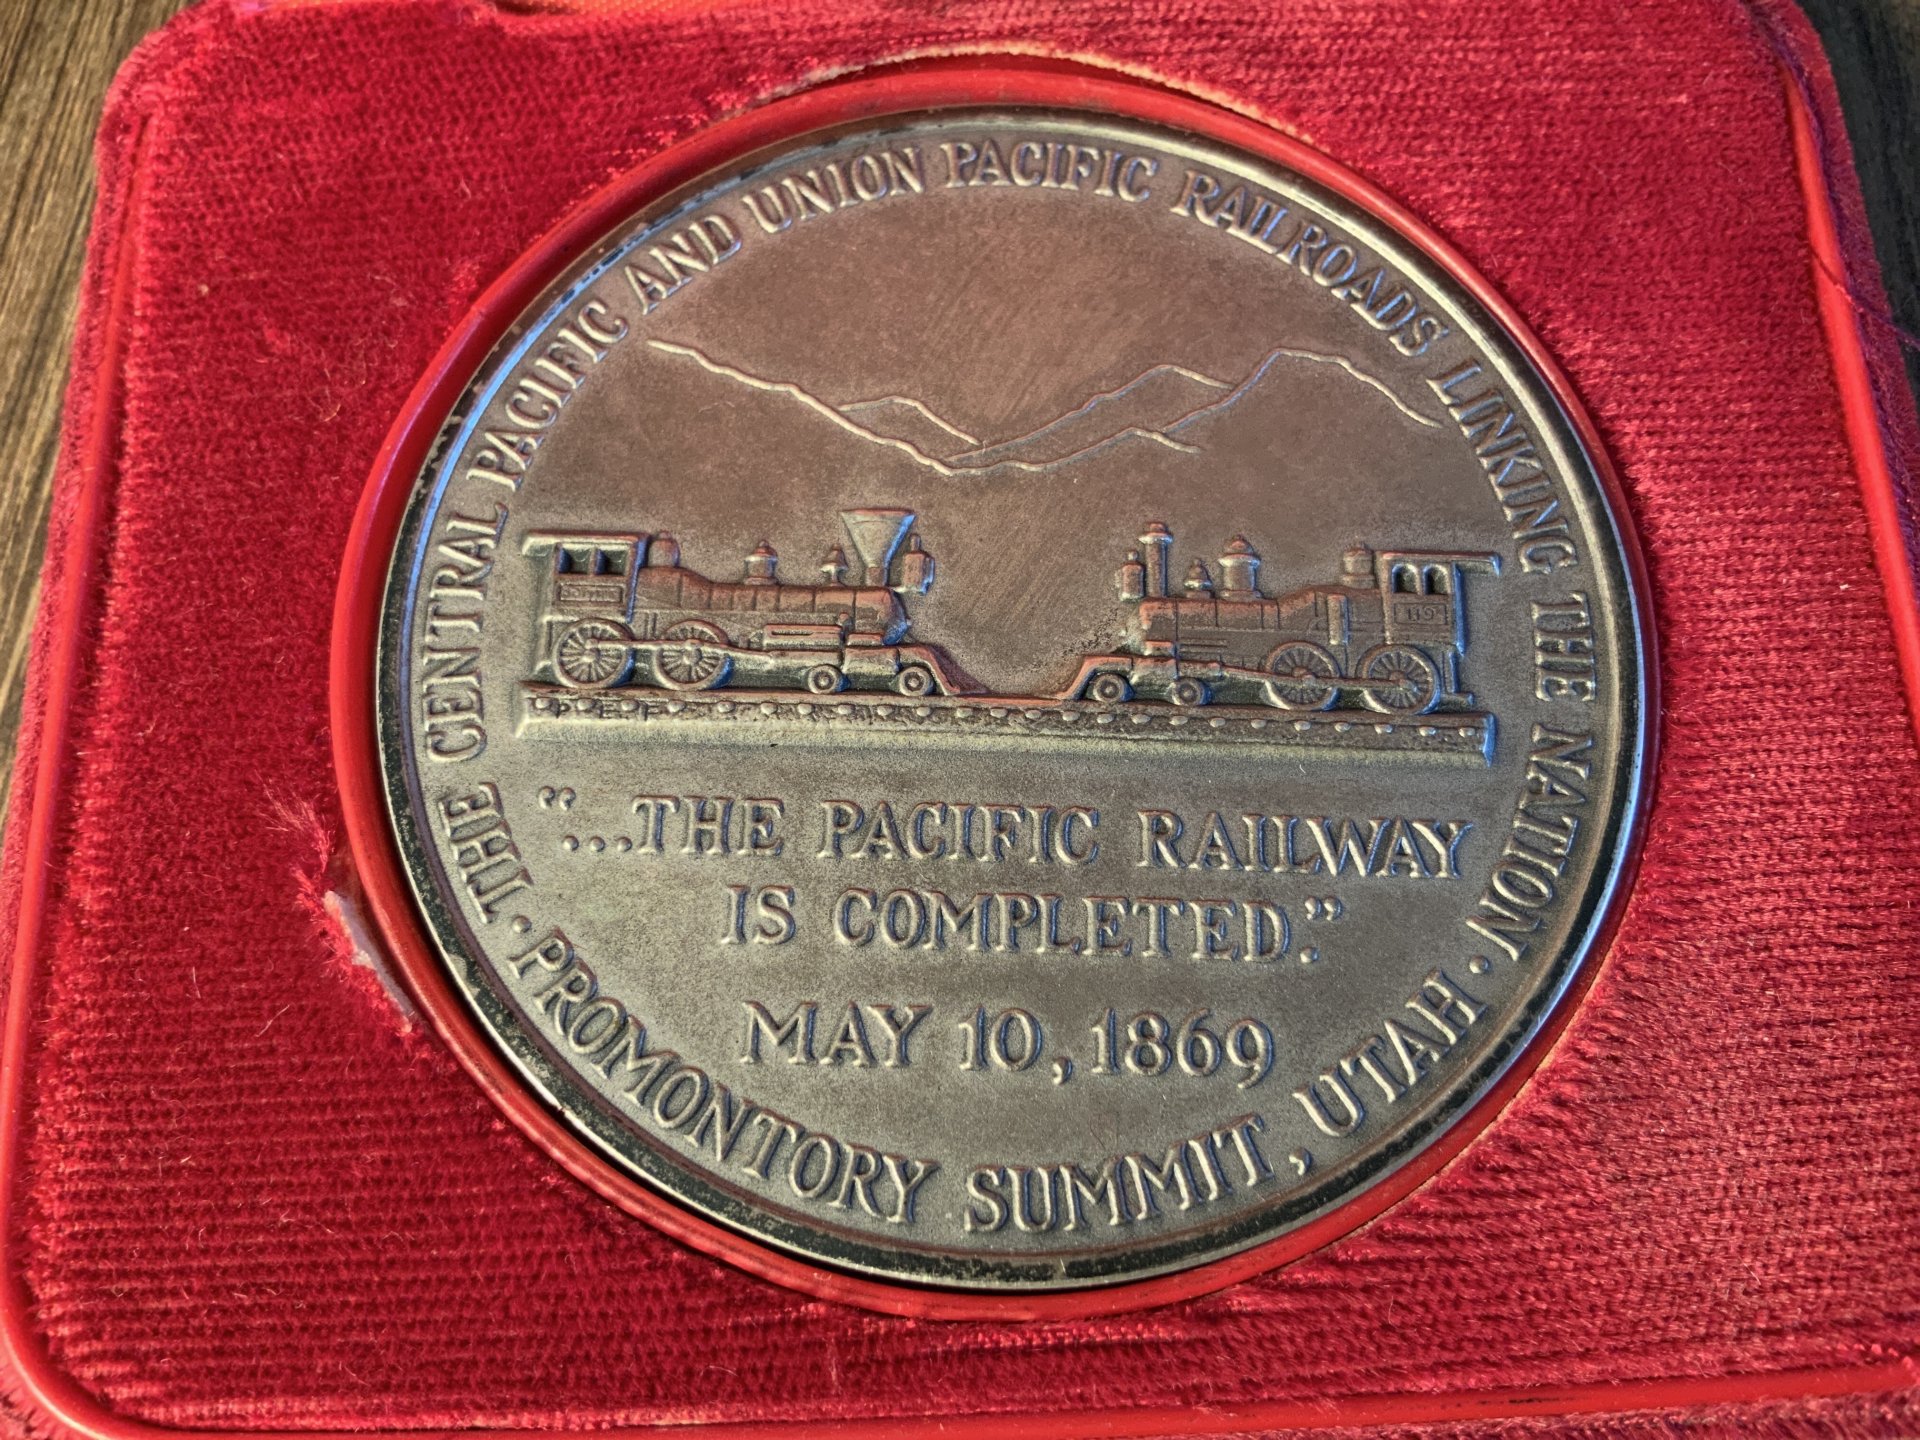 THE CENTRAL PACIFIC AND UNION PACIFIC RAILROADS LINKING THE NATION
119
"...THE PACIFIC RAILWAY
IS COMPLETED."
MAY 10, 1869
· PROMONTORY SUMMIT, UTAH ·